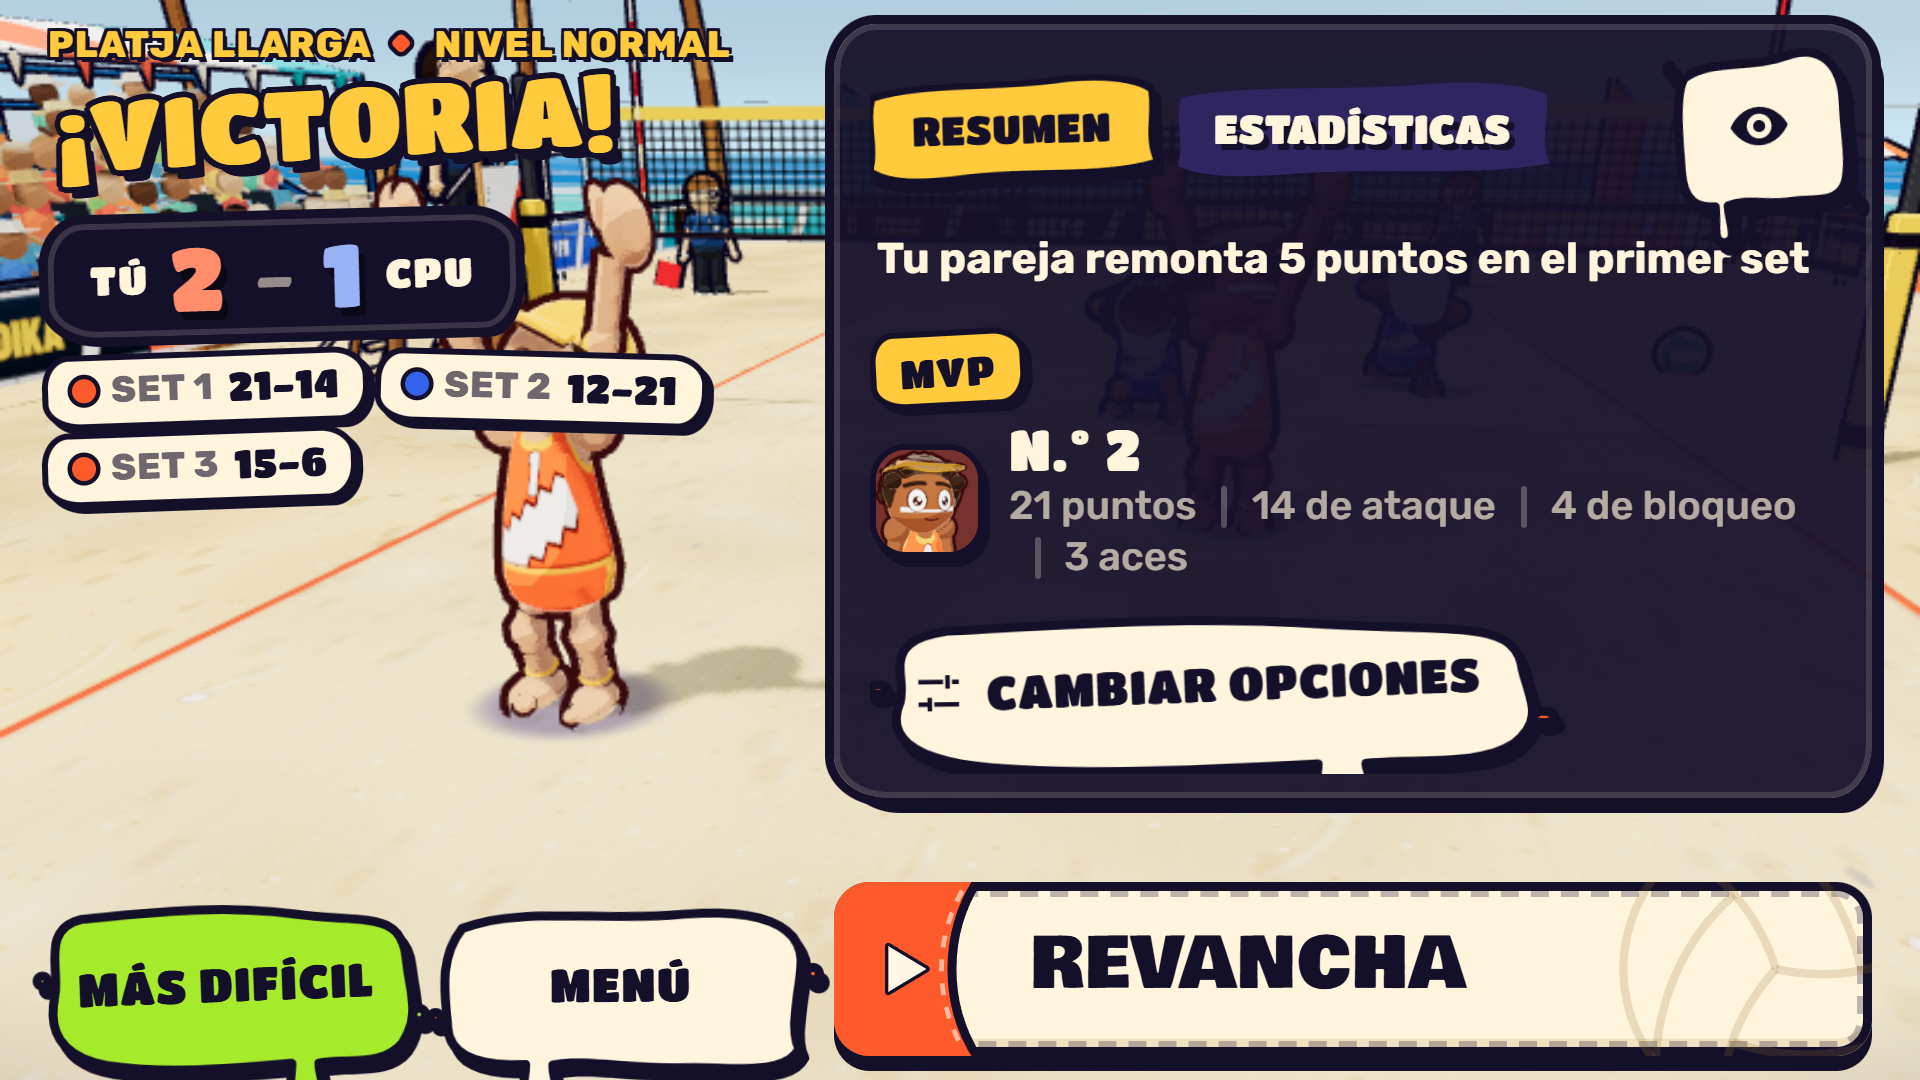 PLATJA LLARGA • NIVEL NORMAL
¡VICTORIA!
TÚ 2 - 1 CPU
SET 1 21-14
SET 2 12-21
SET 3 15-6
RESUMEN
ESTADÍSTICAS
Tu pareja remonta 5 puntos en el primer set
MVP
N.º 2
21 puntos | 14 de ataque | 4 de bloqueo
| 3 aces
CAMBIAR OPCIONES
MÁS DIFÍCIL
MENÚ
REVANCHA